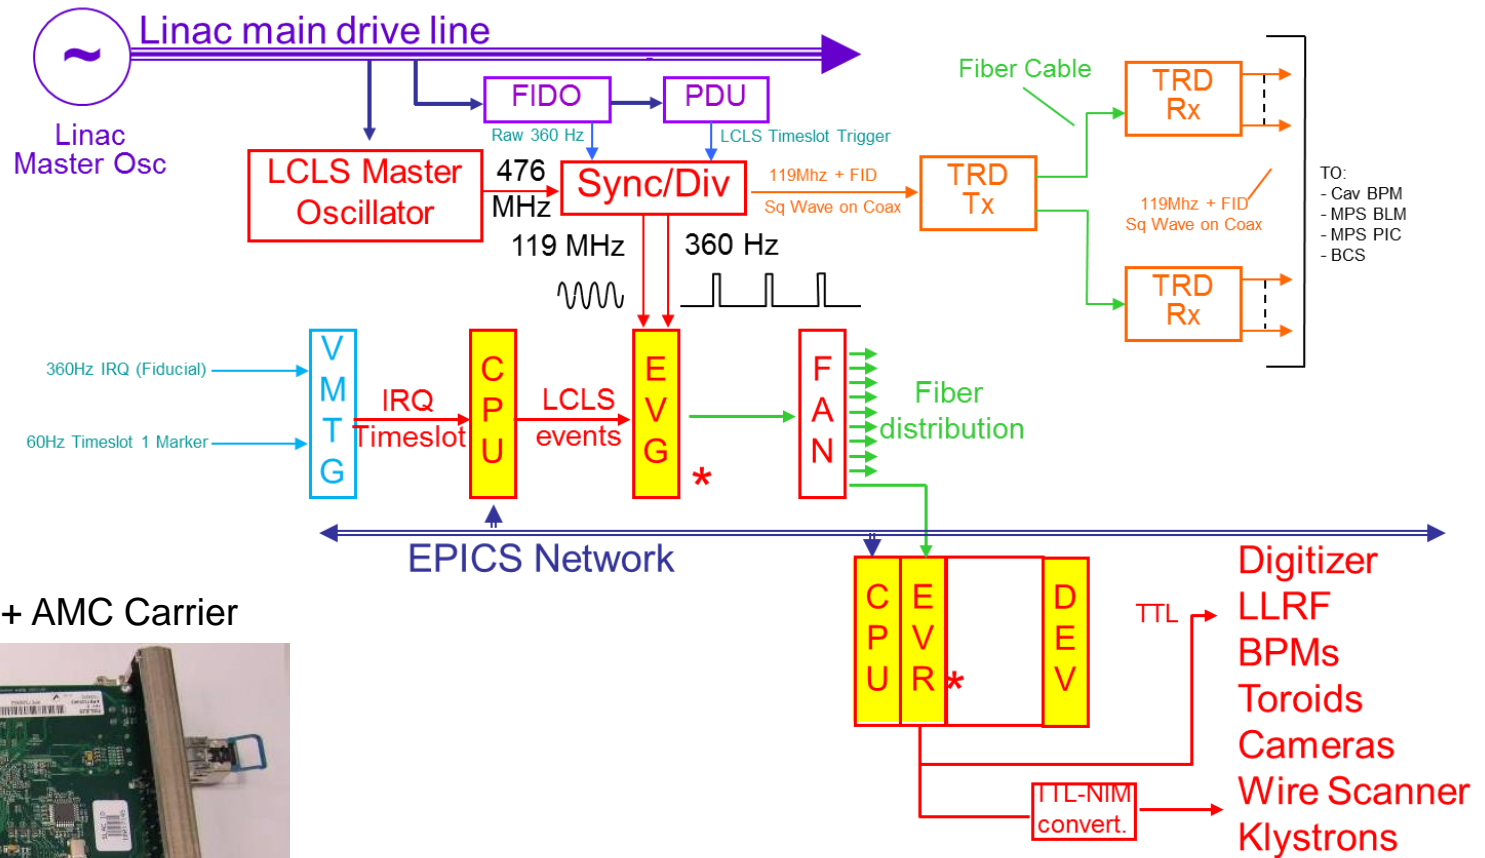 Linac main drive line
~
Linac
Master Osc
FIDO
PDU
Raw 360 Hz
LCLS Timeslot Trigger
LCLS Master
Oscillator
476
MHz
Sync/Div
119Mhz + FID
Sq Wave on Coax
TRD
Tx
Fiber Cable
TRD
Rx
119Mhz + FID
Sq Wave on Coax
TRD
Rx
TO:
- Cav BPM
- MPS BLM
- MPS PIC
- BCS
119 MHz
360 Hz
360Hz IRQ (Fiducial)
60Hz Timeslot 1 Marker
V
M
T
G
IRQ
Timeslot
C
P
U
LCLS
events
E
V
G
*
F
A
N
Fiber
distribution
EPICS Network
C
P
U
E
V
R
*
D
E
V
TTL
TTL-NIM
convert.
Digitizer
LLRF
BPMs
Toroids
Cameras
Wire Scanner
Klystrons
+ AMC Carrier